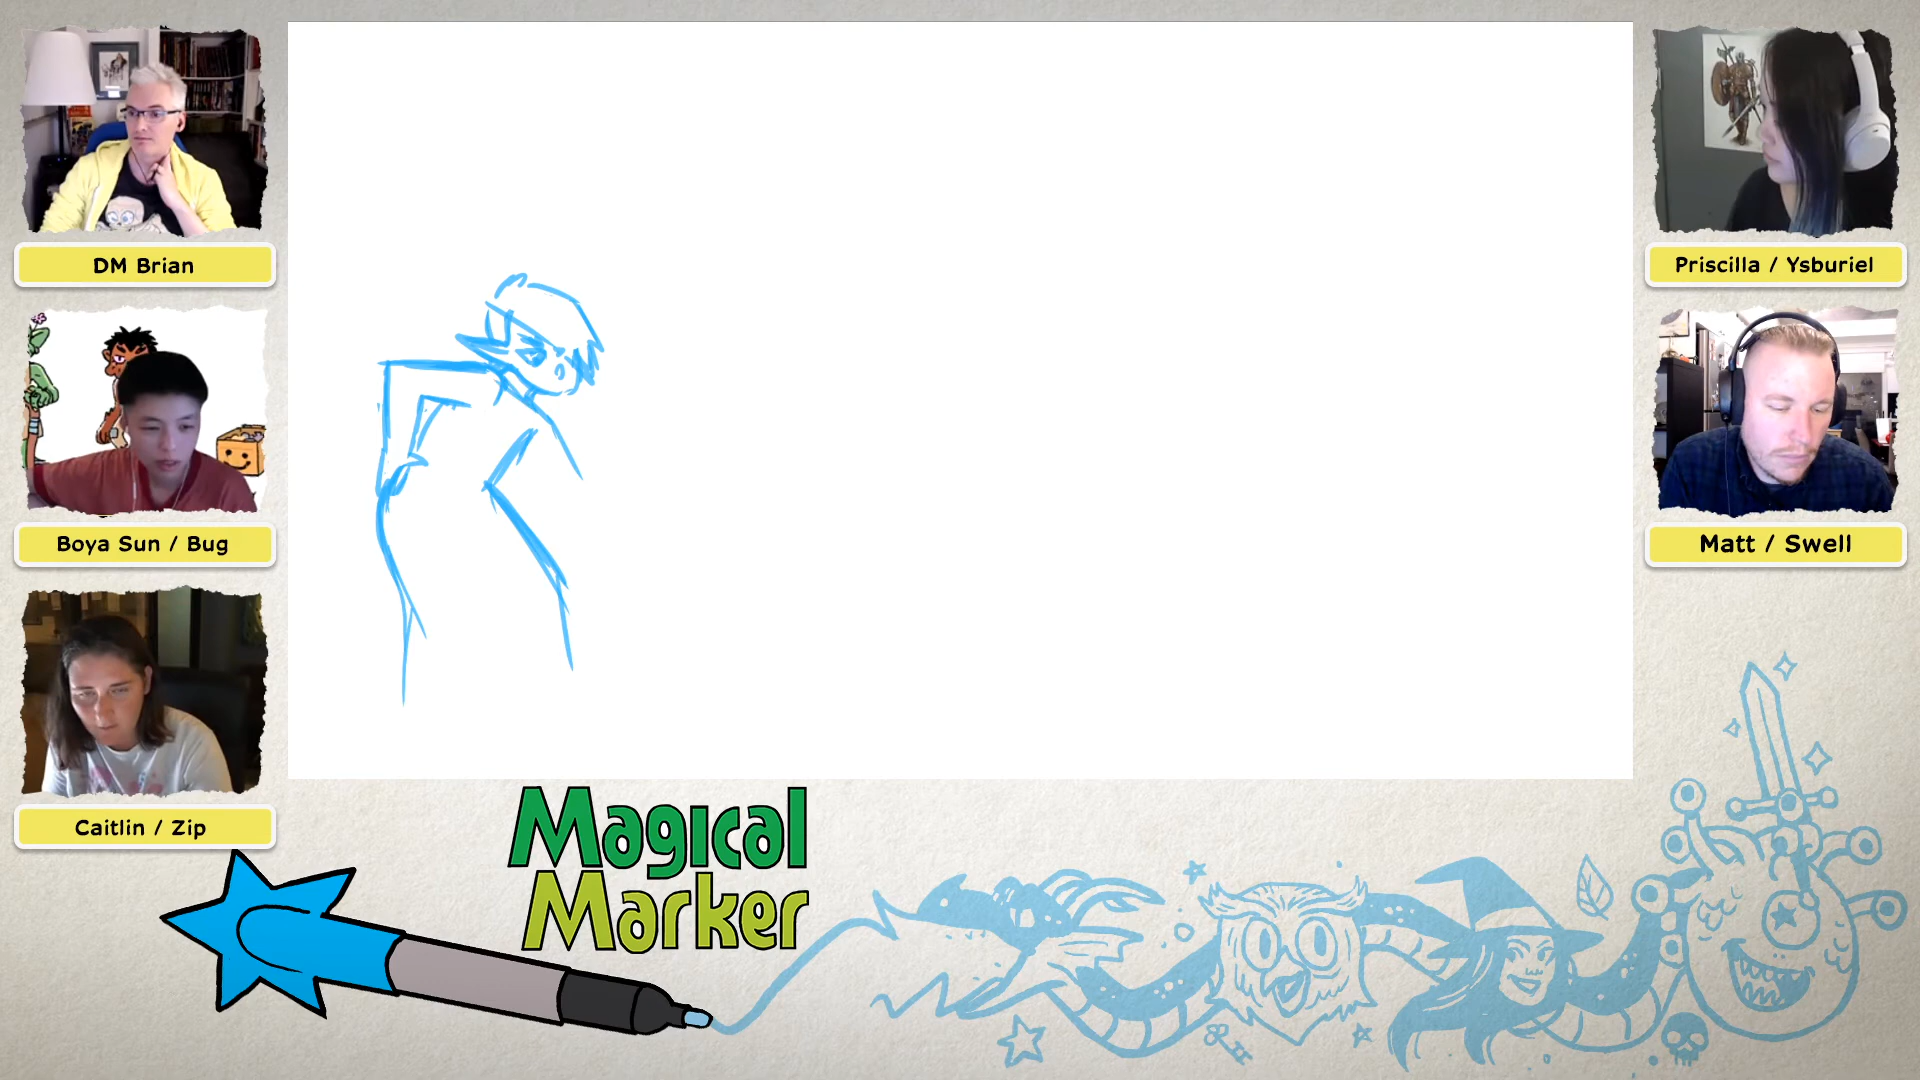 DM Brian
Priscilla / Ysburiel
Boya Sun / Bug
Matt / Swell
Caitlin / Zip
Magical
Marker